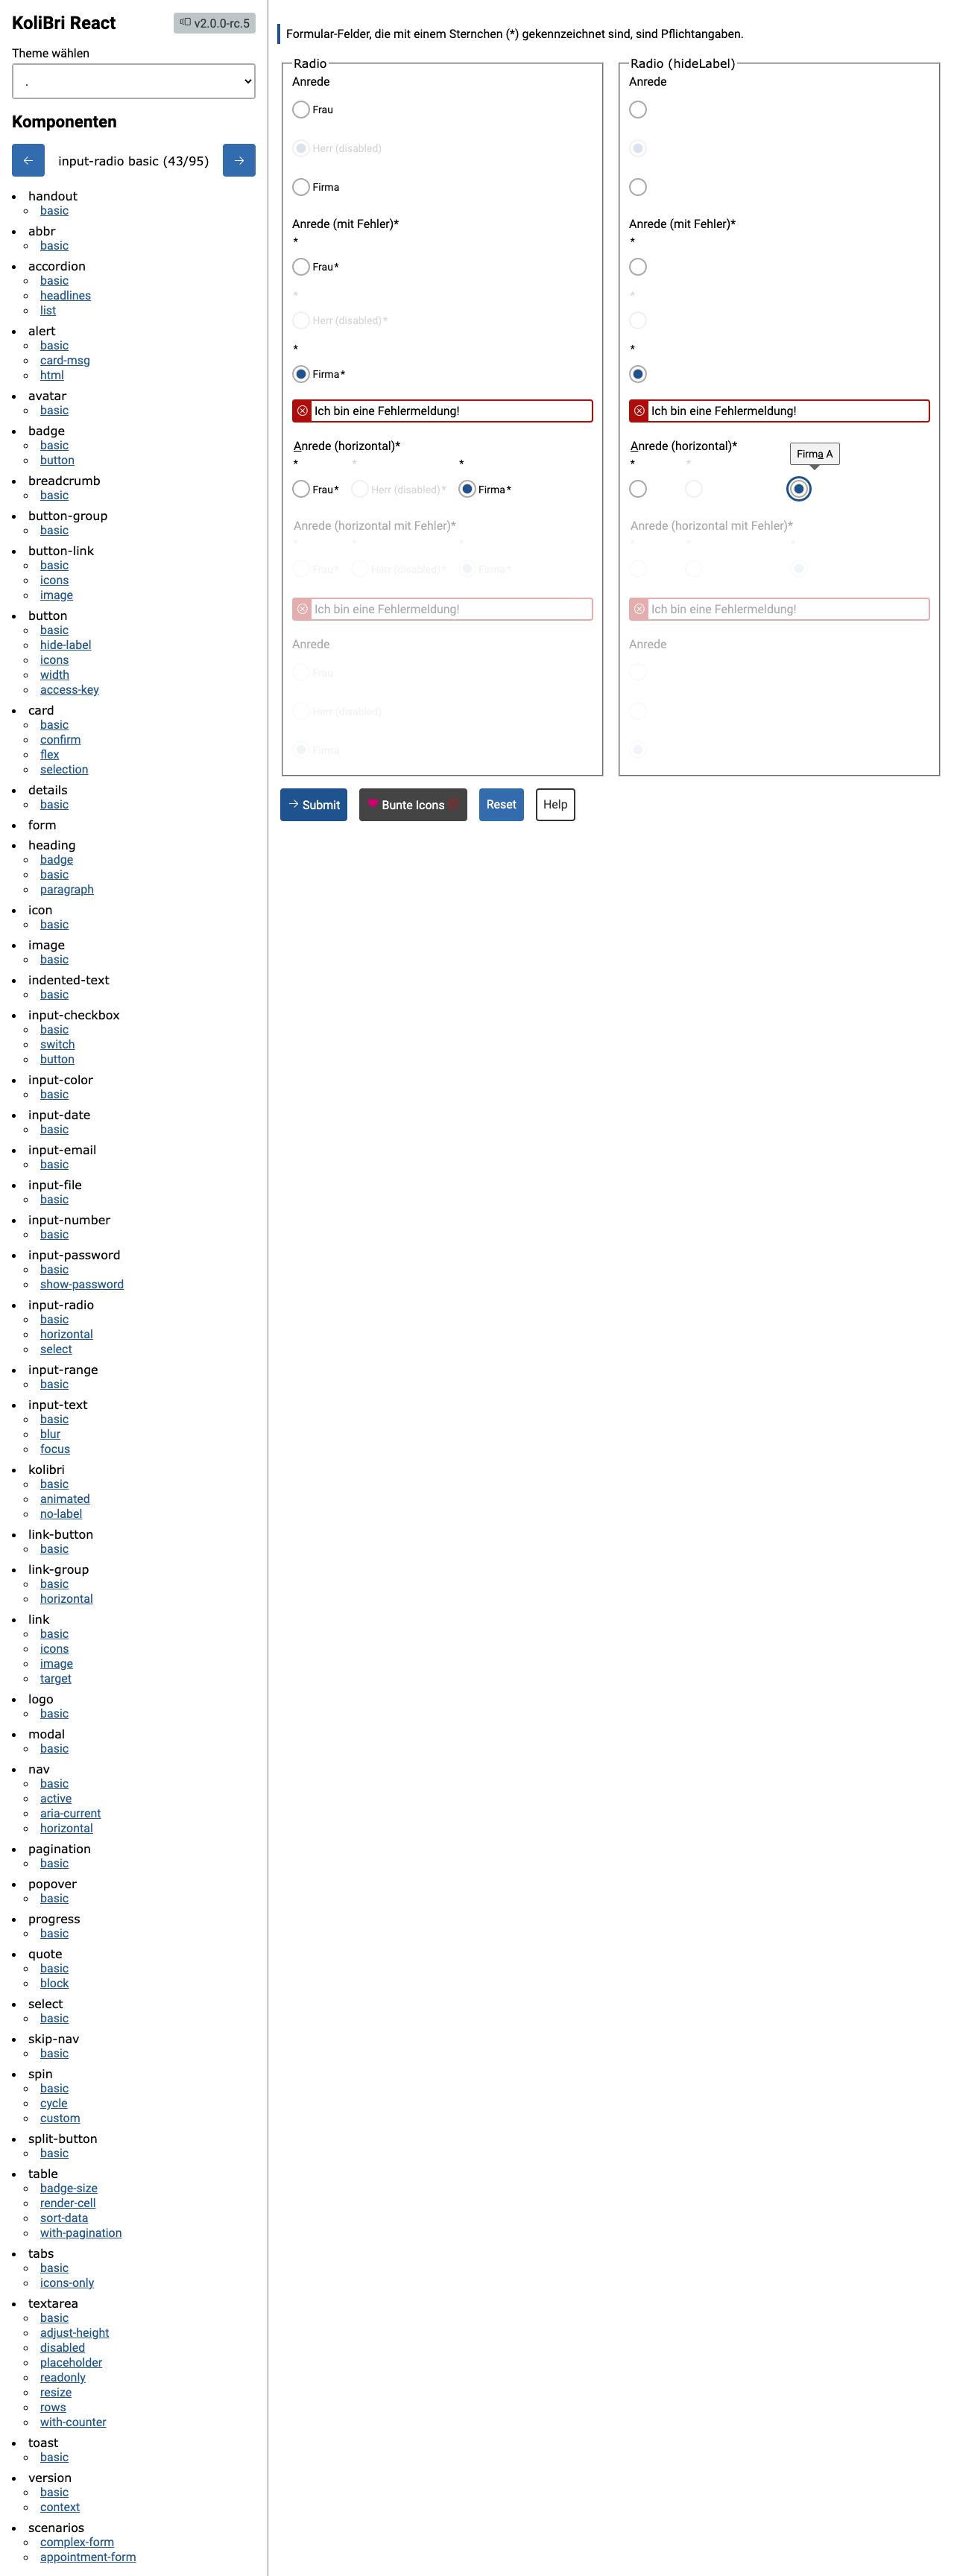 KoliBri React
v2.0.0-rc.5
Theme wählen
.
Komponenten
← input-radio basic (43/95) →
handout
basic
abbr
basic
accordion
basic
headlines
list
alert
basic
card-msg
html
avatar
basic
badge
basic
button
breadcrumb
basic
button-group
basic
button-link
basic
icons
image
button
basic
hide-label
icons
width
access-key
card
basic
confirm
flex
selection
details
basic
form
heading
badge
basic
paragraph
icon
basic
image
basic
indented-text
basic
input-checkbox
basic
switch
button
input-color
basic
input-date
basic
input-email
basic
input-file
basic
input-number
basic
input-password
basic
show-password
input-radio
basic
horizontal
select
input-range
basic
input-text
basic
blur
focus
kolibri
basic
animated
no-label
link-button
basic
link-group
basic
horizontal
link
basic
icons
image
target
logo
basic
modal
basic
nav
basic
active
aria-current
horizontal
pagination
basic
popover
basic
progress
basic
quote
basic
block
select
basic
skip-nav
basic
spin
basic
cycle
custom
split-button
basic
table
badge-size
render-cell
sort-data
with-pagination
tabs
basic
icons-only
textarea
basic
adjust-height
disabled
placeholder
readonly
resize
rows
with-counter
toast
basic
version
basic
context
scenarios
complex-form
appointment-form
Formular-Felder, die mit einem Sternchen (*) gekennzeichnet sind, sind Pflichtangaben.
Radio
Anrede
Frau
Herr (disabled)
Firma
Anrede (mit Fehler)*
*
Frau*
*
Herr (disabled)*
*
Firma*
Ich bin eine Fehlermeldung!
Anrede (horizontal)*
* * *
Frau* Herr (disabled)* Firma*
Anrede (horizontal mit Fehler)*
* * *
Frau* Herr (disabled)* Firma*
Ich bin eine Fehlermeldung!
Anrede
Frau
Herr (disabled)
Firma
Radio (hideLabel)
Anrede
Anrede (mit Fehler)*
*
*
*
Ich bin eine Fehlermeldung!
Anrede (horizontal)*
Firma A
* *
Anrede (horizontal mit Fehler)*
* * *
Ich bin eine Fehlermeldung!
Anrede
→ Submit
Bunte Icons
Reset
Help